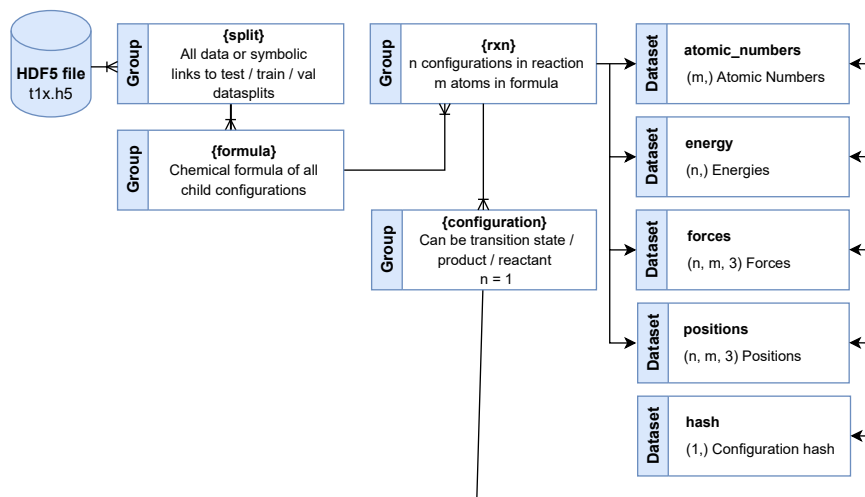 HDF5 file
t1x.h5
Group
{split}
All data or symbolic
links to test / train / val
datasplits
Group
{formula}
Chemical formula of all
child configurations
Group
{rxn}
n configurations in reaction
m atoms in formula
Group
{configuration}
Can be transition state /
product / reactant
n = 1
Dataset
atomic_numbers
(m,) Atomic Numbers
Dataset
energy
(n,) Energies
Dataset
forces
(n, m, 3) Forces
Dataset
positions
(n, m, 3) Positions
Dataset
hash
(1,) Configuration hash